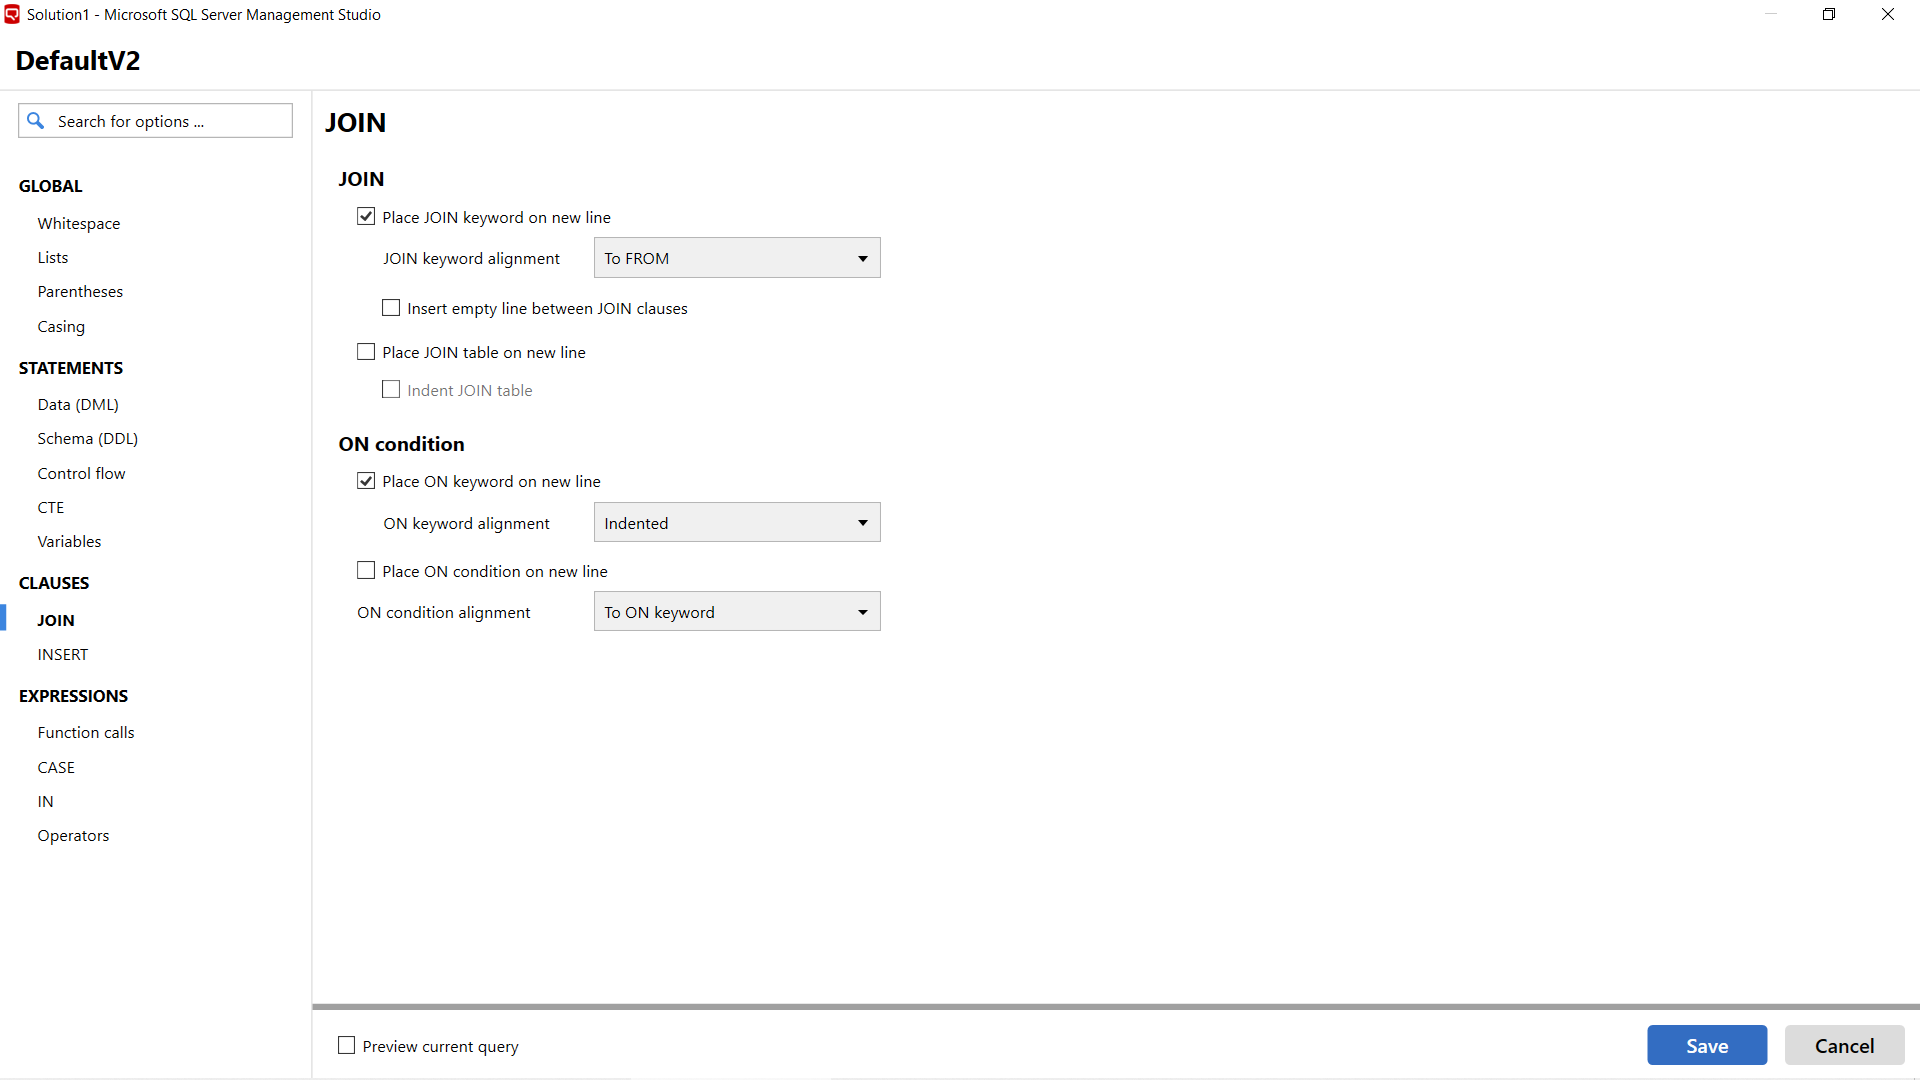 Solution1 - Microsoft SQL Server Management Studio
DefaultV2
Search for options ...
GLOBAL
Whitespace
Lists
Parentheses
Casing
STATEMENTS
Data (DML)
Schema (DDL)
Control flow
CTE
Variables
CLAUSES
JOIN
INSERT
EXPRESSIONS
Function calls
CASE
IN
Operators
JOIN
JOIN
Place JOIN keyword on new line
JOIN keyword alignment To FROM
Insert empty line between JOIN clauses
Place JOIN table on new line
Indent JOIN table
ON condition
Place ON keyword on new line
ON keyword alignment Indented
Place ON condition on new line
ON condition alignment To ON keyword
Preview current query
Save Cancel